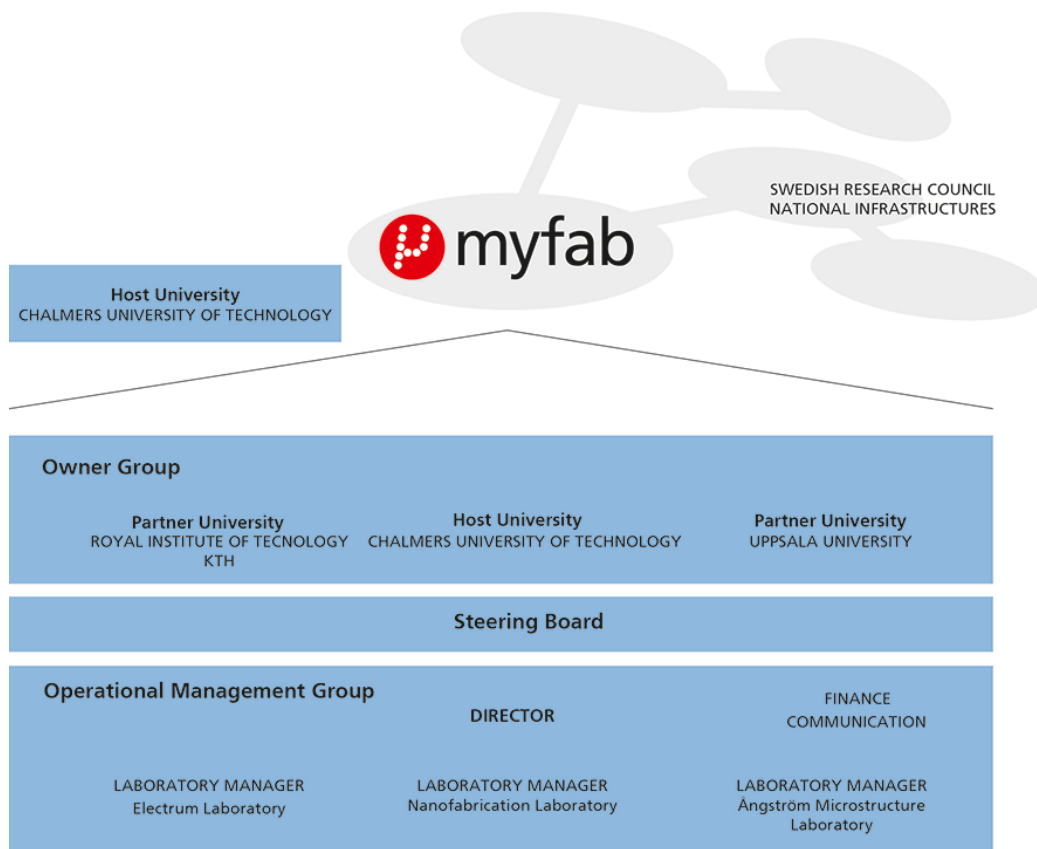 SWEDISH RESEARCH COUNCIL
NATIONAL INFRASTRUCTURES
µ myfab
Host University
CHALMERS UNIVERSITY OF TECHNOLOGY
Owner Group
Partner University
ROYAL INSTITUTE OF TECNOLOGY
KTH
Host University
CHALMERS UNIVERSITY OF TECHNOLOGY
Partner University
UPPSALA UNIVERSITY
Steering Board
Operational Management Group
DIRECTOR
FINANCE
COMMUNICATION
LABORATORY MANAGER
Electrum Laboratory
LABORATORY MANAGER
Nanofabrication Laboratory
LABORATORY MANAGER
Ångström Microstructure
Laboratory